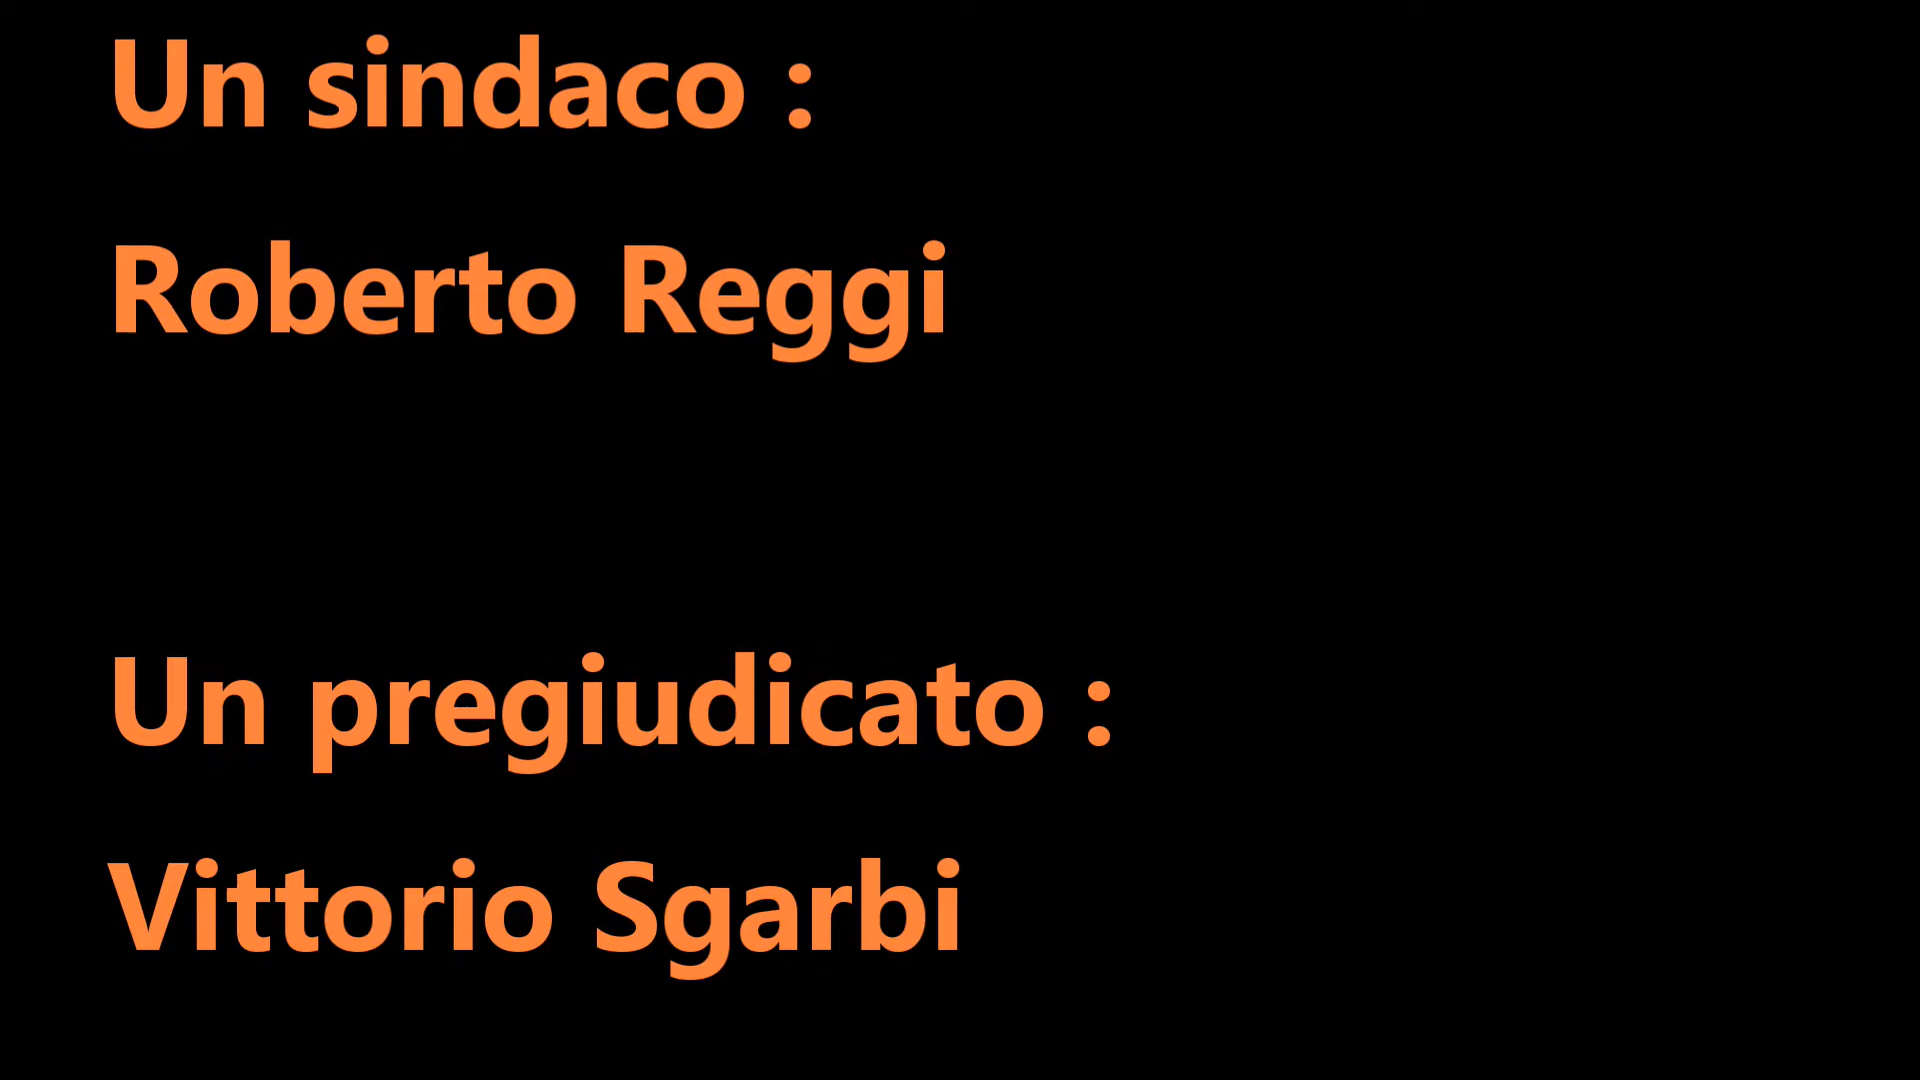 Un sindaco :
Roberto Reggi
Un pregiudicato :
Vittorio Sgarbi